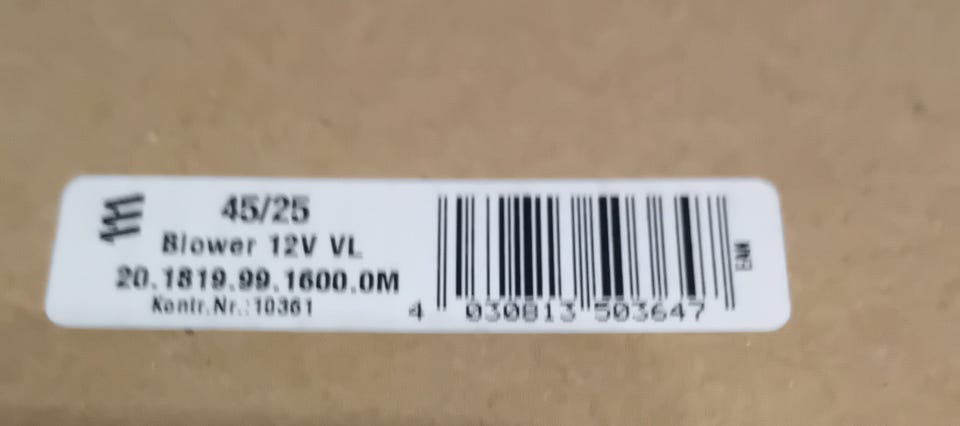 45/25
Blower 12V VL
20.1819.99.1600.0M
Kontr.Nr.:10361
4 030813 503647
EAN